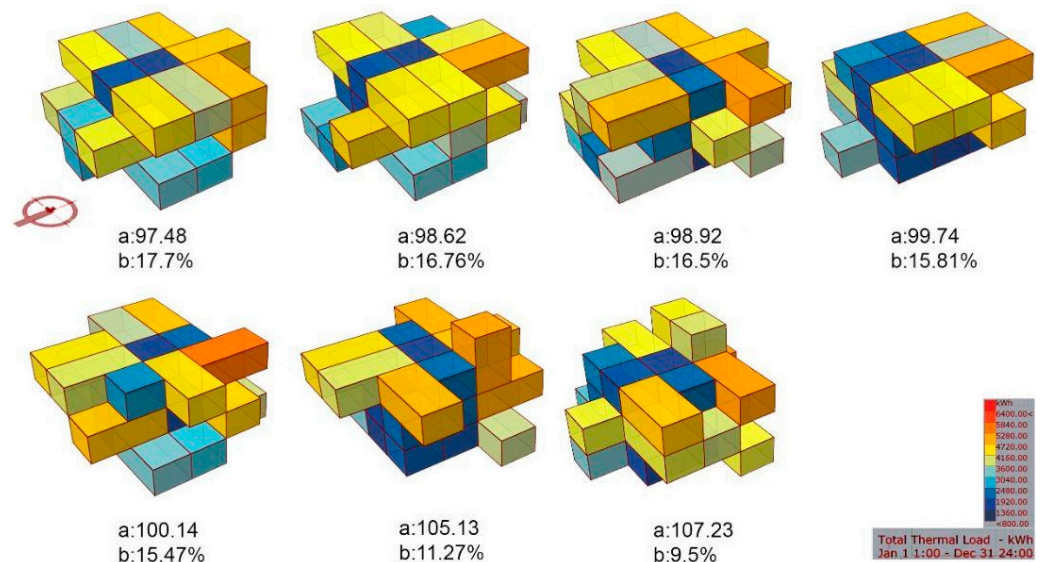 a:97.48
b:17.7%
a:98.62
b:16.76%
a:98.92
b:16.5%
a:99.74
b:15.81%
a:100.14
b:15.47%
a:105.13
b:11.27%
a:107.23
b:9.5%
kWh
6400.00<
5840.00
5280.00
4720.00
4160.00
3600.00
3040.00
2480.00
1920.00
1360.00
<800.00
Total Thermal Load - kWh
Jan 1 1:00 - Dec 31 24:00